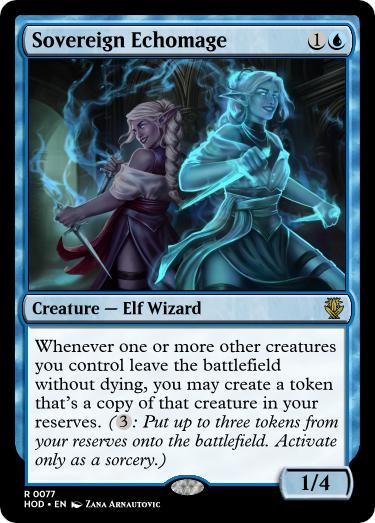 Sovereign Echomage 1
Creature — Elf Wizard
Whenever one or more other creatures
you control leave the battlefield
without dying, you may create a token
that's a copy of that creature in your
reserves. (3: Put up to three tokens from
your reserves onto the battlefield. Activate
only as a sorcery.)
1/4
R 0077
HOD • EN Zana Arnautovic